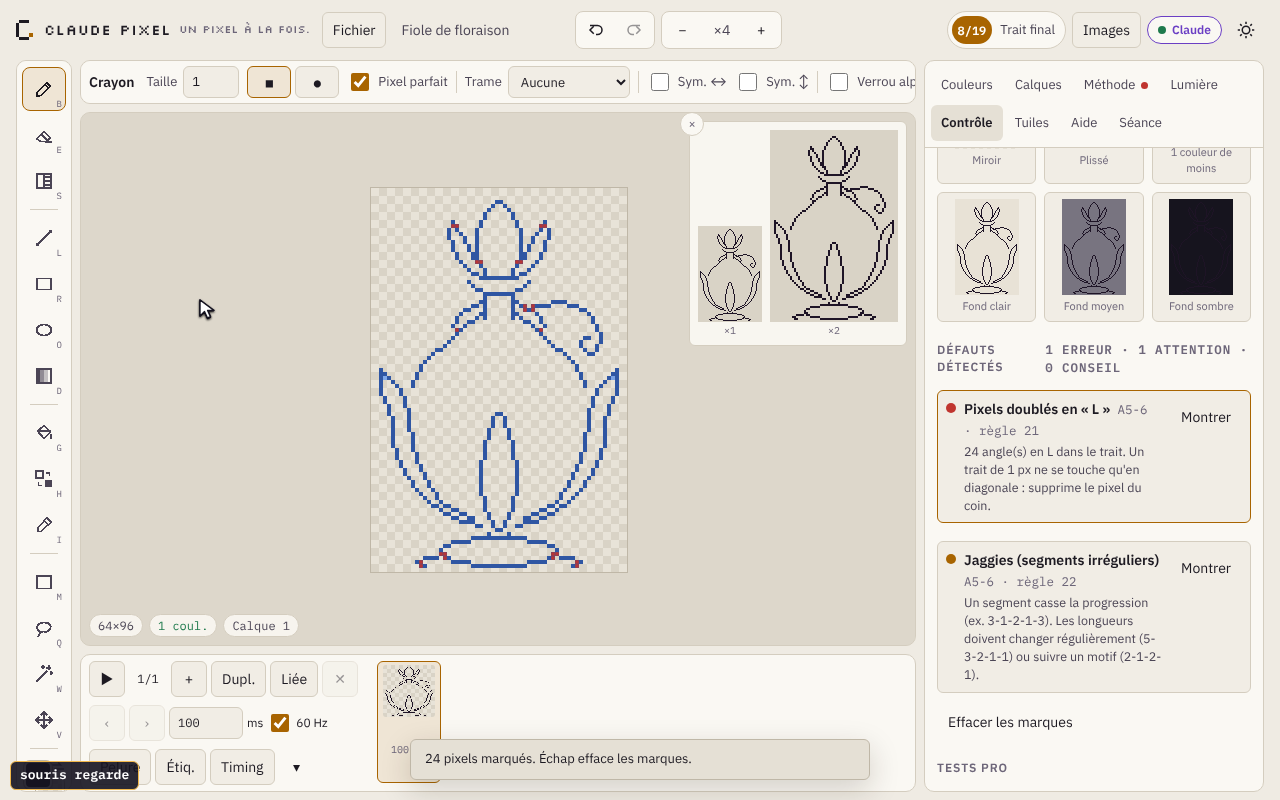 CLAUDE PIXEL UN PIXEL À LA FOIS. Fichier Fiole de floraison − ×4 + 8/19 Trait final Images Claude
Crayon Taille 1 Pixel parfait Trame Aucune Sym. ↔ Sym. ↕ Verrou alp
Couleurs Calques Méthode Lumière
Contrôle Tuiles Aide Séance
B
E
S
L
R
O
D
G
H
I
M
Q
W
V
×
×1 ×2
Miroir Plissé 1 couleur de moins
Fond clair Fond moyen Fond sombre
DÉFAUTS DÉTECTÉS 1 ERREUR · 1 ATTENTION · 0 CONSEIL
Pixels doublés en « L » A5-6
· règle 21
Montrer
24 angle(s) en L dans le trait. Un
trait de 1 px ne se touche qu'en
diagonale : supprime le pixel du
coin.
Jaggies (segments irréguliers)
A5-6 · règle 22
Montrer
Un segment casse la progression
(ex. 3-1-2-1-3). Les longueurs
doivent changer régulièrement (5-
3-2-1-1) ou suivre un motif (2-1-2-
1).
Effacer les marques
TESTS PRO
64×96 1 coul. Calque 1
1/1 + Dupl. Liée ×
‹ › 100 ms 60 Hz
Étiq. Timing ▼
100
24 pixels marqués. Échap efface les marques.
souris regarde